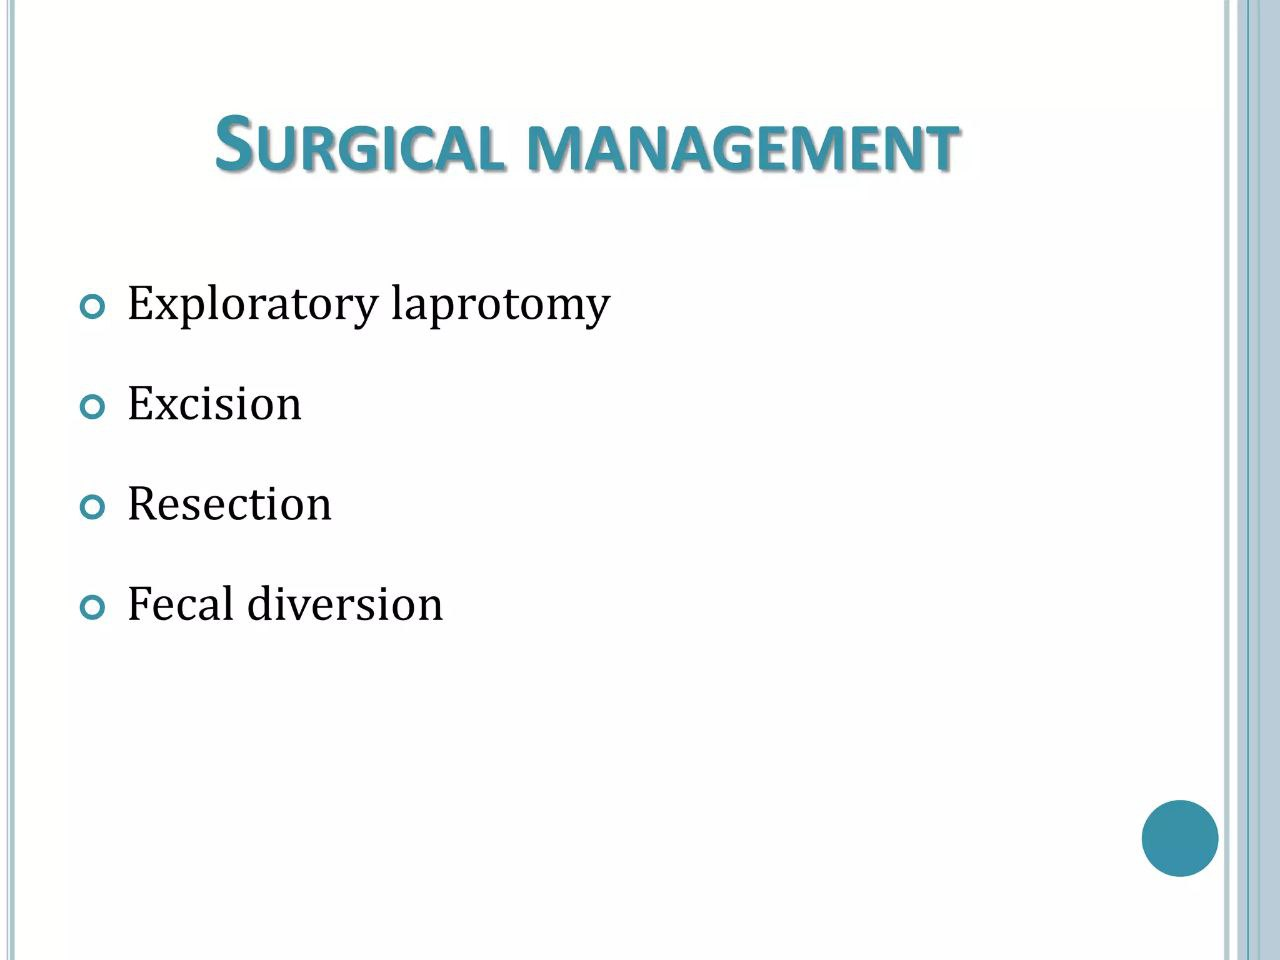 SURGICAL MANAGEMENT
Exploratory laprotomy
Excision
Resection
Fecal diversion